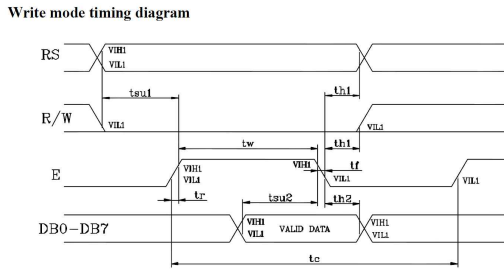 Write mode timing diagram
RS VIH1 VIL1
tsu1 th1
R/W VIL1 VIL1
tw th1
E VIH1 VIL1 VIH1 tf VIL1 VIL1
tr tsu2 th2
DB0-DB7 VIH1 VIL1 VALID DATA VIH1 VIL1
tc